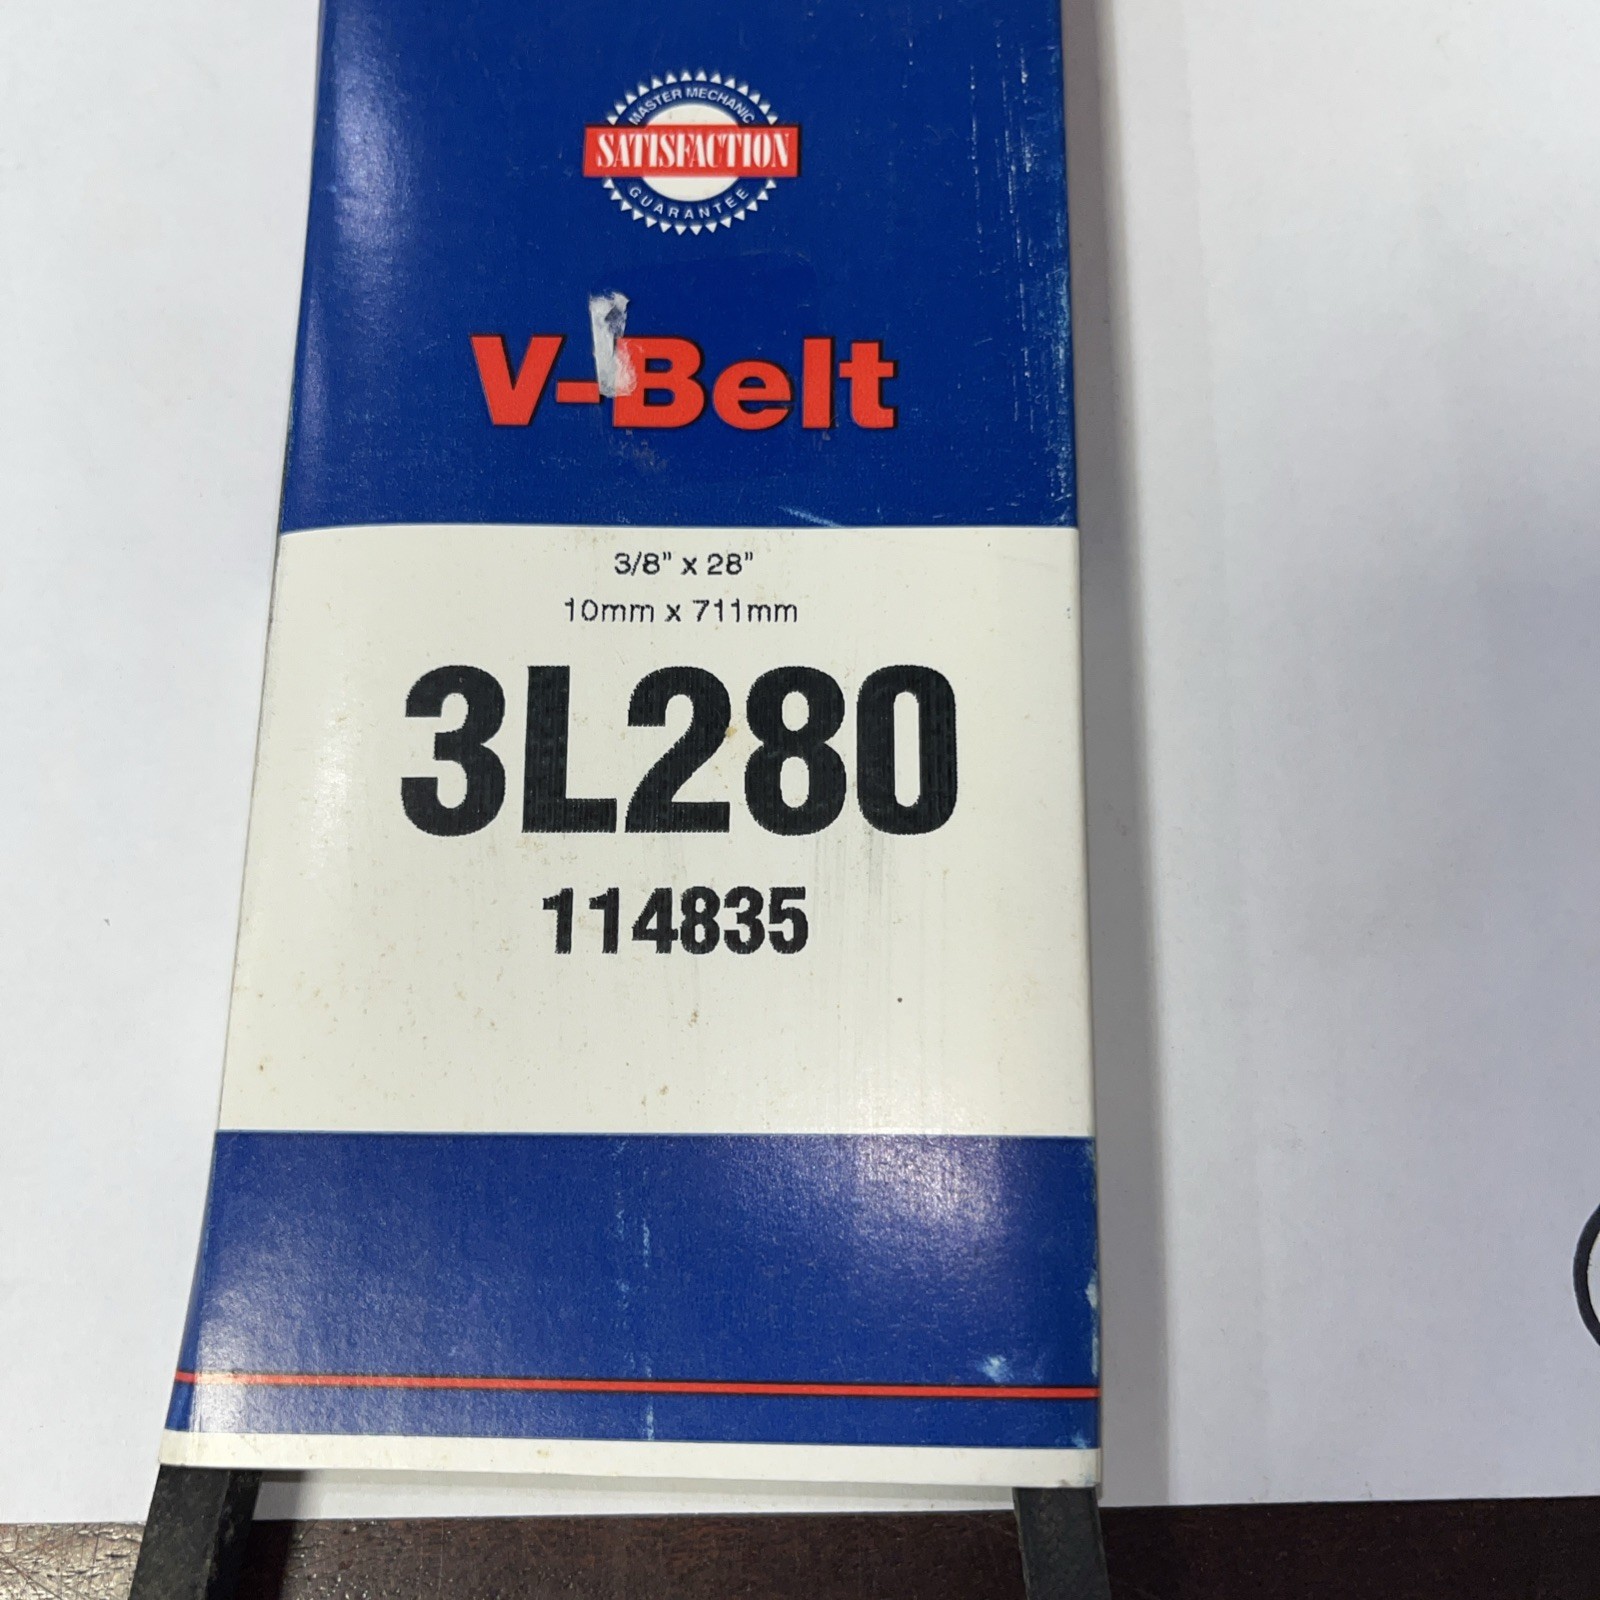 MASTER MECHANIC
SATISFACTION
GUARANTEE
V-Belt
3/8" x 28"
10mm x 711mm
3L280
114835